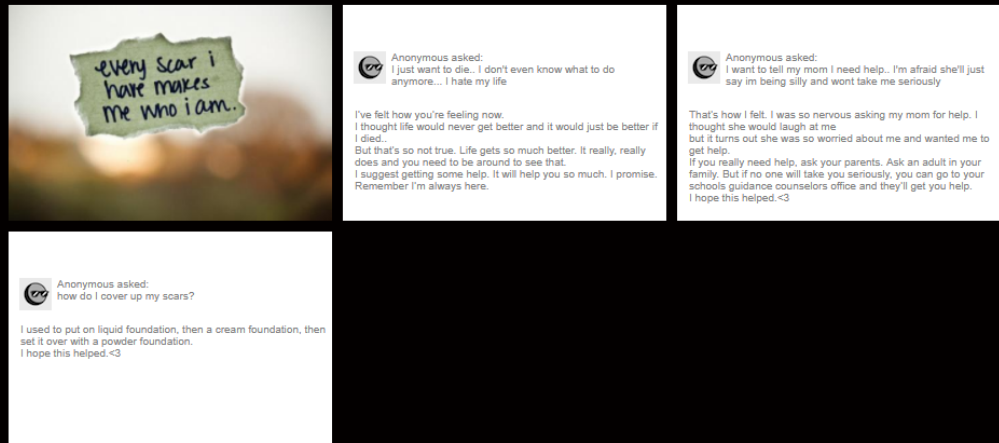 every scar i
have makes
me who i am.
Anonymous asked:
I just want to die.. I don't even know what to do
anymore... I hate my life
I've felt how you're feeling now.
I thought life would never get better and it would just be better if
I died..
But that's so not true. Life gets so much better. It really, really
does and you need to be around to see that.
I suggest getting some help. It will help you so much. I promise.
Remember I'm always here.
Anonymous asked:
I want to tell my mom I need help.. I'm afraid she'll just
say im being silly and wont take me seriously
That's how I felt. I was so nervous asking my mom for help. I
thought she would laugh at me
but it turns out she was so worried about me and wanted me to
get help.
If you really need help, ask your parents. Ask an adult in your
family. But if no one will take you seriously, you can go to your
schools guidance counselors office and they'll get you help.
I hope this helped.<3
Anonymous asked:
how do I cover up my scars?
I used to put on liquid foundation, then a cream foundation, then
set it over with a powder foundation.
I hope this helped.<3